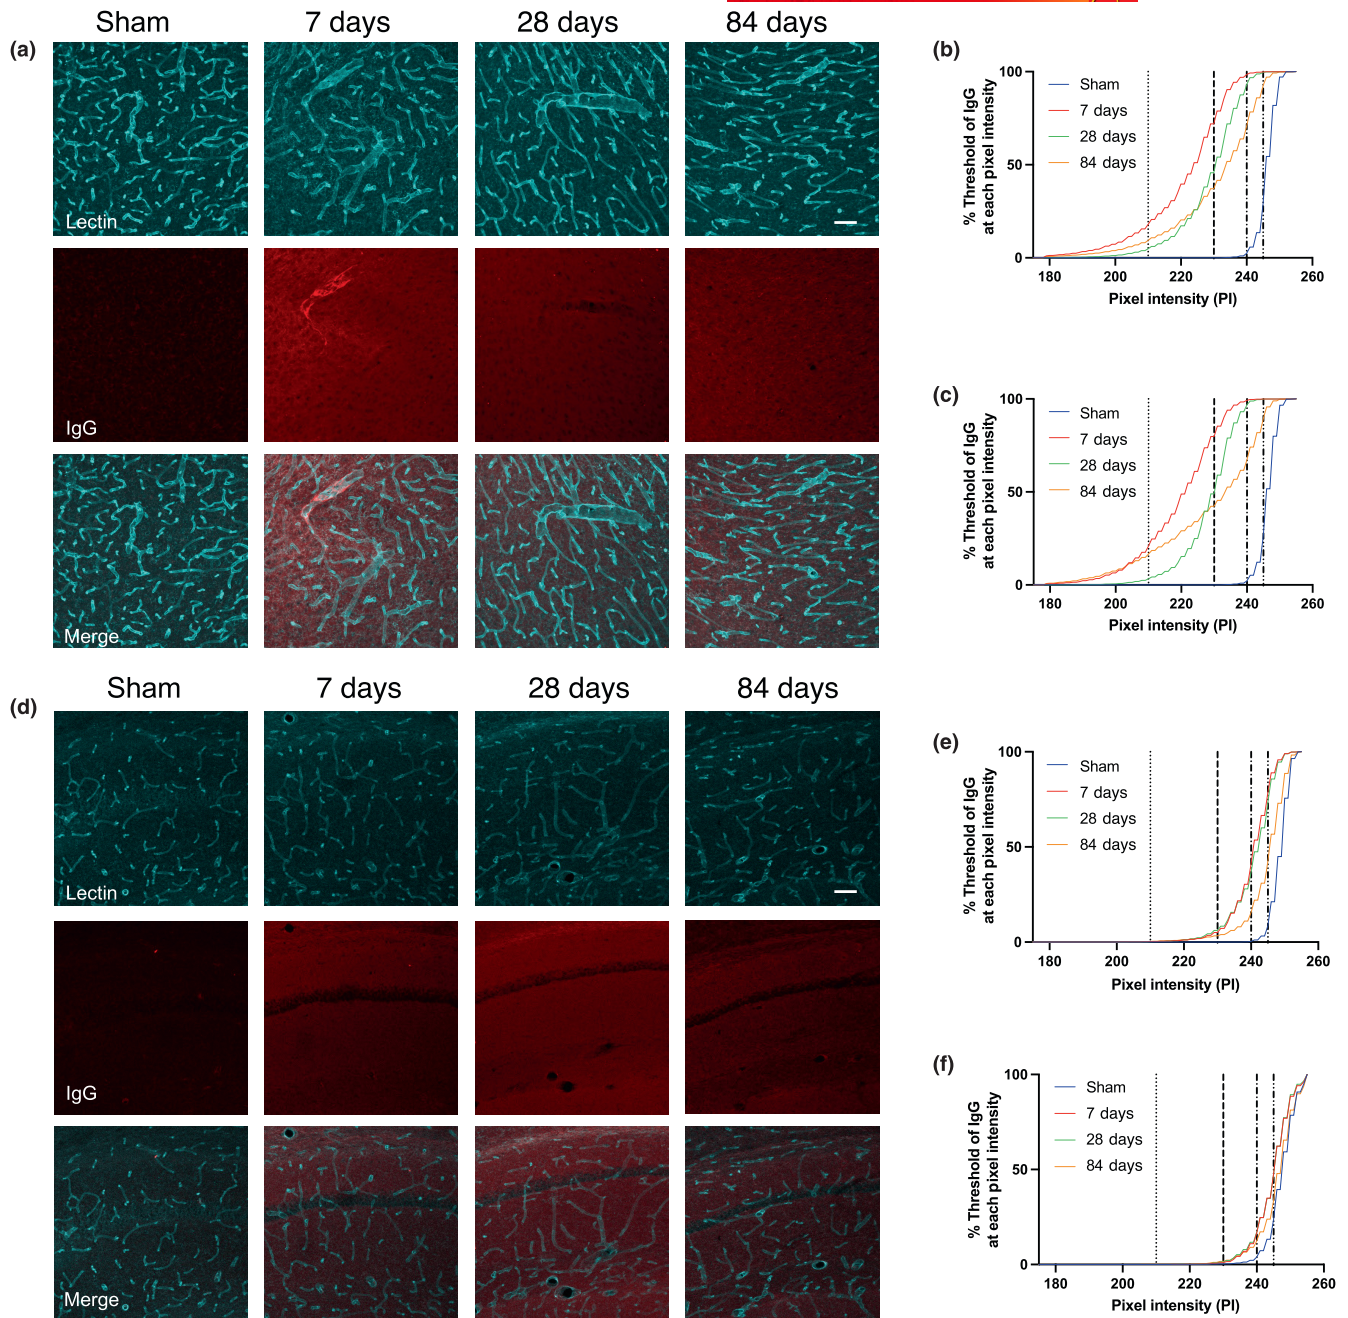 Sham 7 days 28 days 84 days
(a)
Lectin
IgG
Merge
(b)
% Threshold of IgG
at each pixel intensity
100
50
0
Sham
7 days
28 days
84 days
180 200 220 240 260
Pixel intensity (PI)
(c)
% Threshold of IgG
at each pixel intensity
100
50
0
Sham
7 days
28 days
84 days
180 200 220 240 260
Pixel intensity (PI)
Sham 7 days 28 days 84 days
(d)
Lectin
IgG
Merge
(e)
% Threshold of IgG
at each pixel intensity
100
50
0
Sham
7 days
28 days
84 days
180 200 220 240 260
Pixel intensity (PI)
(f)
% Threshold of IgG
at each pixel intensity
100
50
0
Sham
7 days
28 days
84 days
180 200 220 240 260
Pixel intensity (PI)